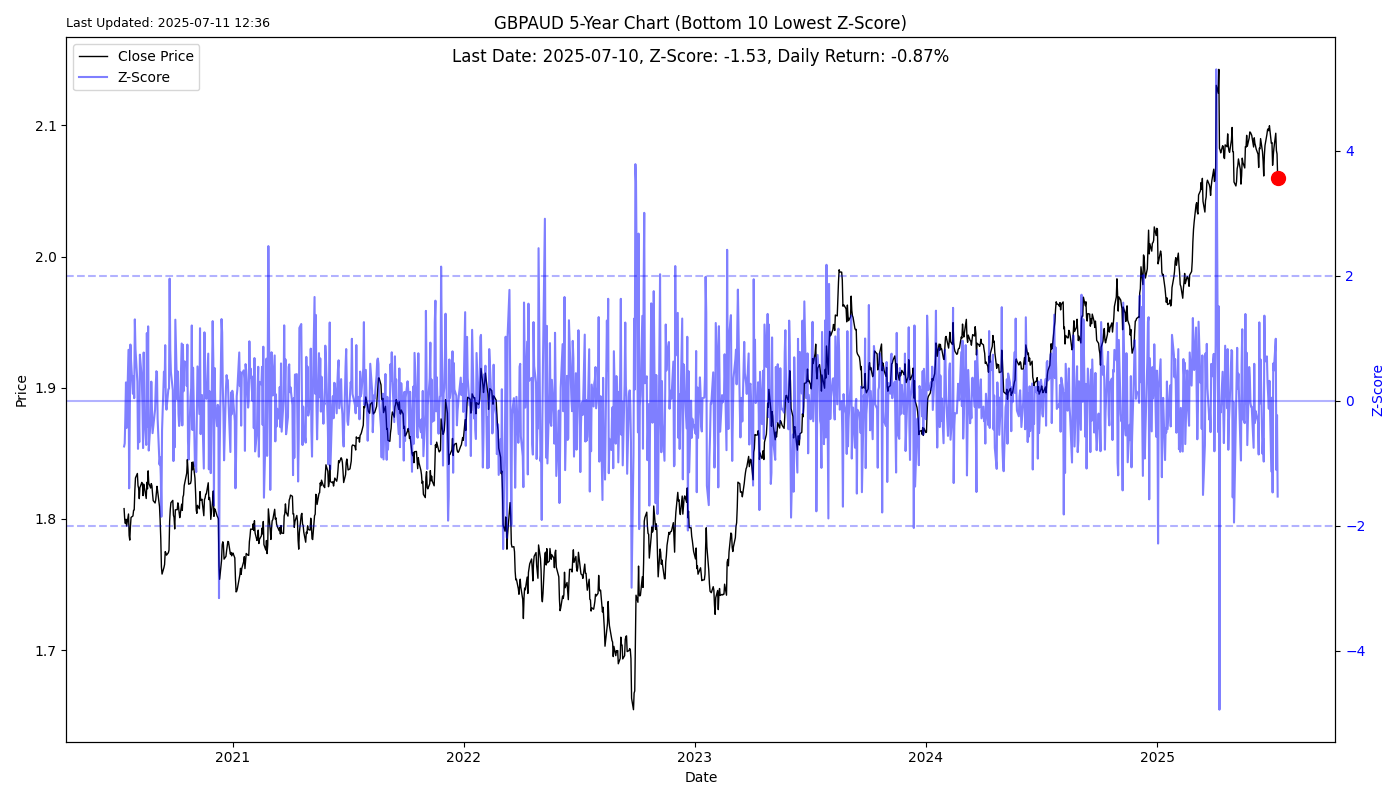 Last Updated: 2025-07-11 12:36
GBPAUD 5-Year Chart (Bottom 10 Lowest Z-Score)
Last Date: 2025-07-10, Z-Score: -1.53, Daily Return: -0.87%
Close Price
Z-Score
2.1
2.0
1.9
1.8
1.7
Price
4
2
0
−2
−4
Z-Score
2021
2022
2023
2024
2025
Date